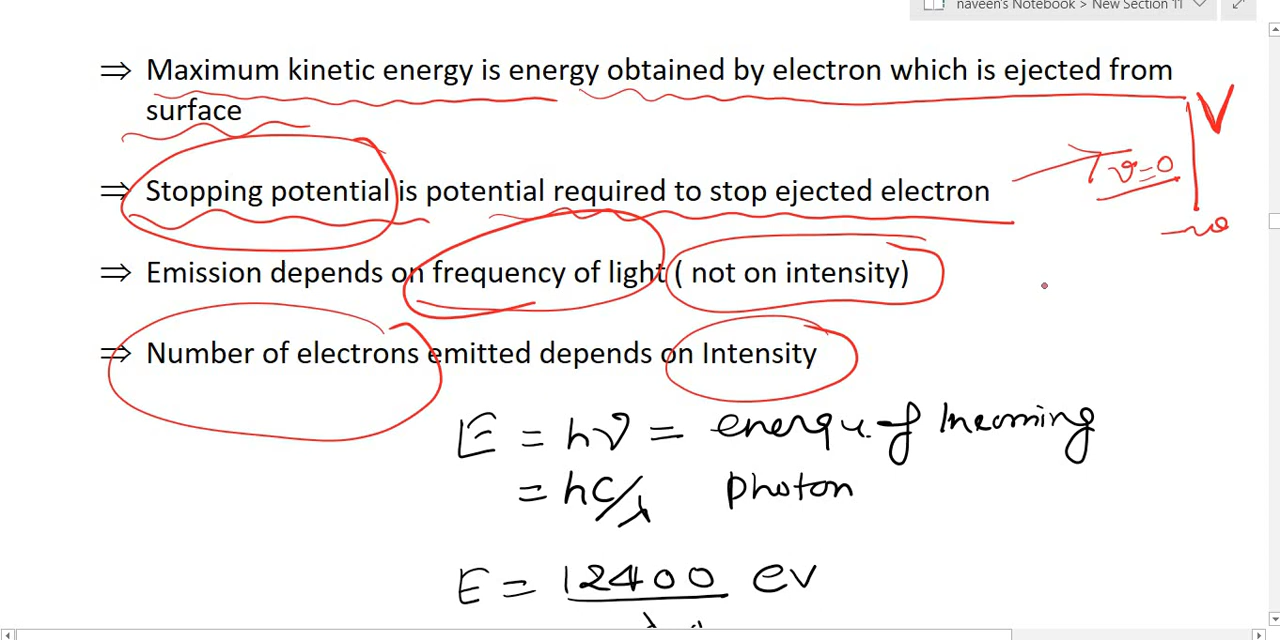 naveen's Notebook > New Section 11
⇒ Maximum kinetic energy is energy obtained by electron which is ejected from
surface
V
⇒ Stopping potential is potential required to stop ejected electron
v=0
-ve
⇒ Emission depends on frequency of light ( not on intensity)
⇒ Number of electrons emitted depends on Intensity
E = hν = energy of Incoming
= hC/λ photon
E = 12400 ev
λ